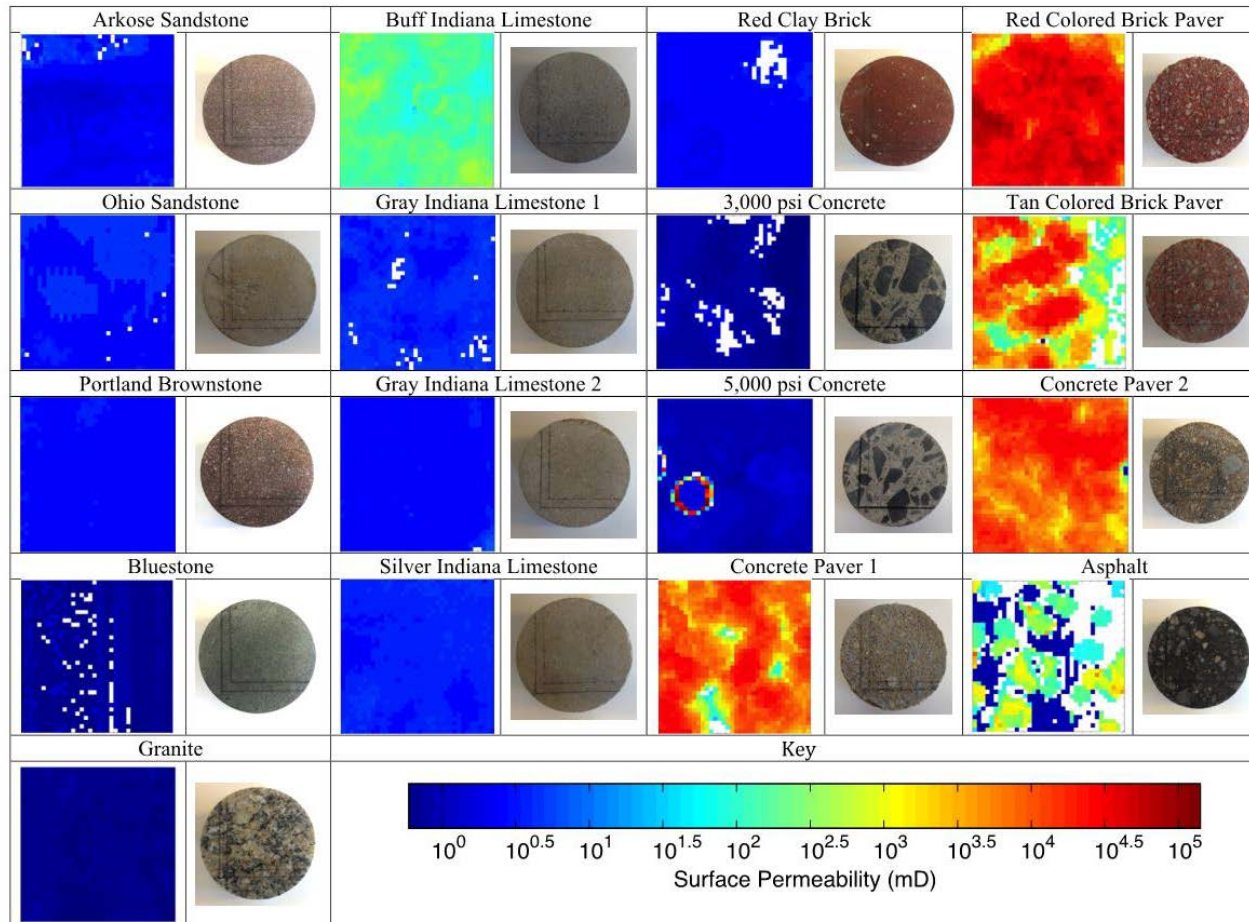 Arkose Sandstone Buff Indiana Limestone Red Clay Brick Red Colored Brick Paver
Ohio Sandstone Gray Indiana Limestone 1 3,000 psi Concrete Tan Colored Brick Paver
Portland Brownstone Gray Indiana Limestone 2 5,000 psi Concrete Concrete Paver 2
Bluestone Silver Indiana Limestone Concrete Paver 1 Asphalt
Granite Key
10^0 10^0.5 10^1 10^1.5 10^2 10^2.5 10^3 10^3.5 10^4 10^4.5 10^5
Surface Permeability (mD)